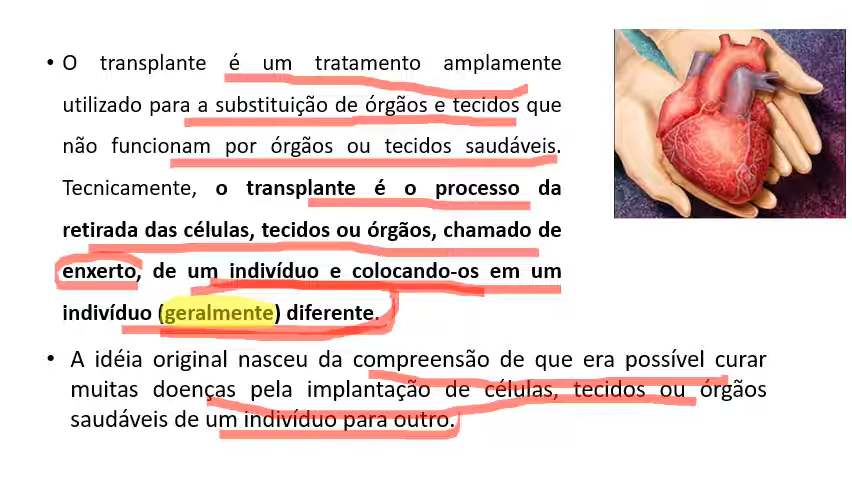 • O transplante é um tratamento amplamente
utilizado para a substituição de órgãos e tecidos que
não funcionam por órgãos ou tecidos saudáveis.
Tecnicamente, o transplante é o processo da
retirada das células, tecidos ou órgãos, chamado de
enxerto, de um indivíduo e colocando-os em um
indivíduo (geralmente) diferente.
• A idéia original nasceu da compreensão de que era possível curar
muitas doenças pela implantação de células, tecidos ou órgãos
saudáveis de um indivíduo para outro.